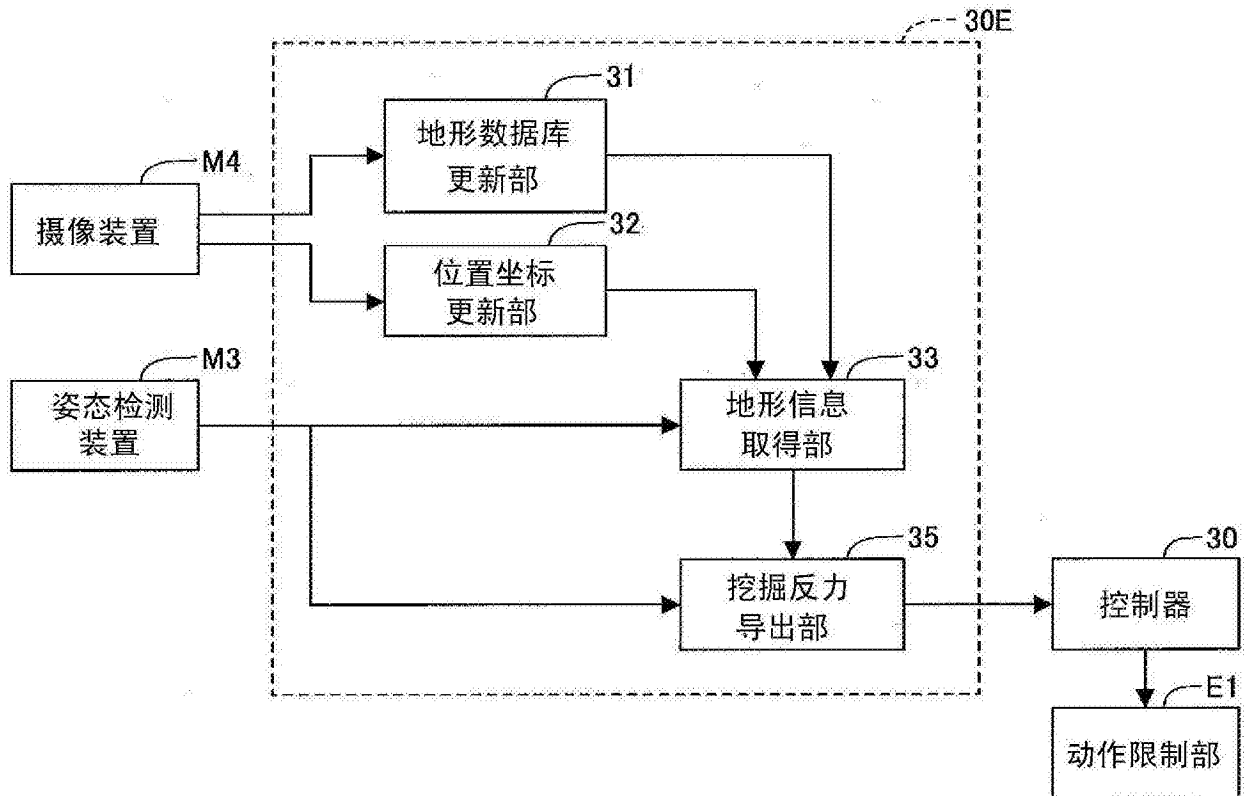 30E
31
地形数据库
更新部
M4
摄像装置
32
位置坐标
更新部
M3
姿态检测
装置
33
地形信息
取得部
35
挖掘反力
导出部
30
控制器
E1
动作限制部